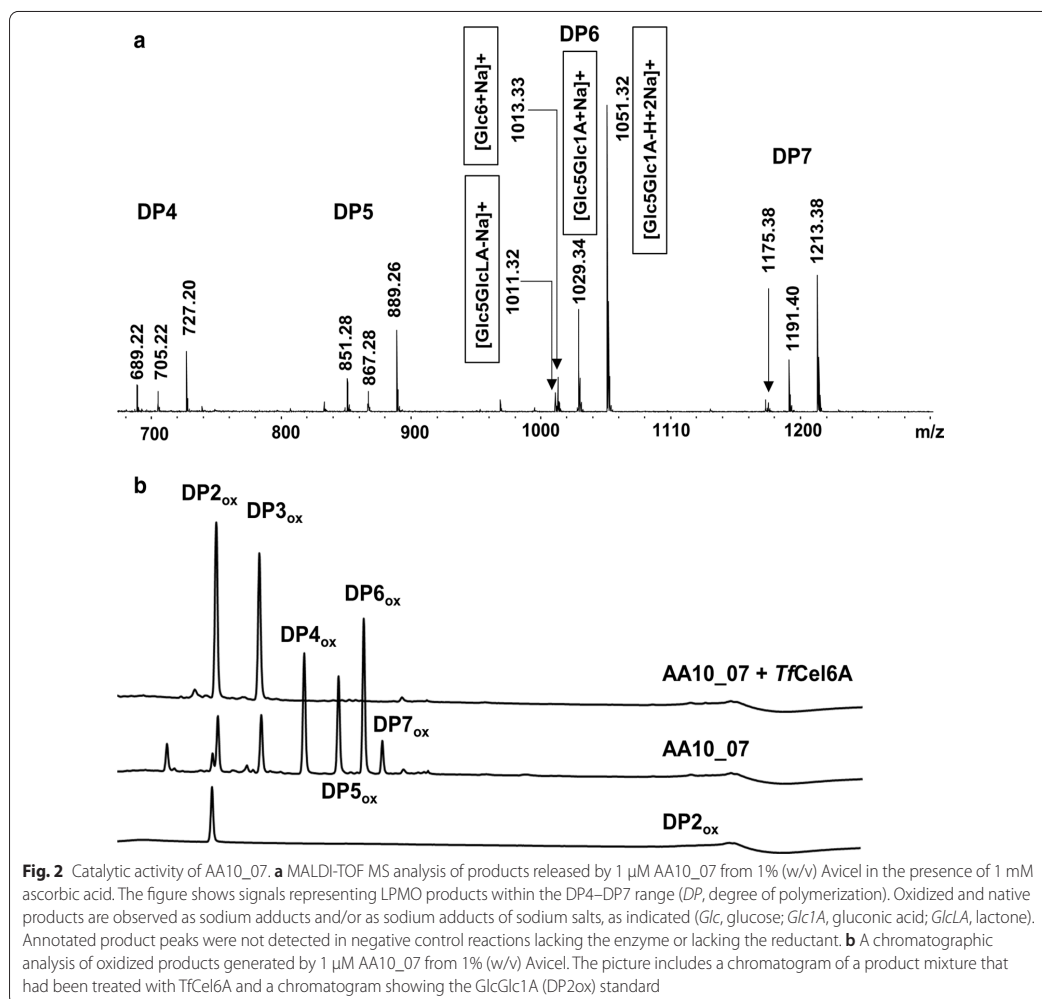 a
DP6
[Glc6+Na]+
1013.33
[Glc5GlcLA-Na]+
1011.32
[Glc5Glc1A+Na]+
1029.34
1051.32
[Glc5Glc1A-H+2Na]+
DP7
DP4
DP5
689.22
705.22
727.20
851.28
867.28
889.26
1175.38
1191.40
1213.38
700 800 900 1000 1110 1200 m/z
b
DP2ox
DP3ox
DP6ox
DP4ox
AA10_07 + TfCel6A
DP7ox
AA10_07
DP5ox
DP2ox
Fig. 2 Catalytic activity of AA10_07. a MALDI-TOF MS analysis of products released by 1 μM AA10_07 from 1% (w/v) Avicel in the presence of 1 mM
ascorbic acid. The figure shows signals representing LPMO products within the DP4–DP7 range (DP, degree of polymerization). Oxidized and native
products are observed as sodium adducts and/or as sodium adducts of sodium salts, as indicated (Glc, glucose; Glc1A, gluconic acid; GlcLA, lactone).
Annotated product peaks were not detected in negative control reactions lacking the enzyme or lacking the reductant. b A chromatographic
analysis of oxidized products generated by 1 μM AA10_07 from 1% (w/v) Avicel. The picture includes a chromatogram of a product mixture that
had been treated with TfCel6A and a chromatogram showing the GlcGlc1A (DP2ox) standard